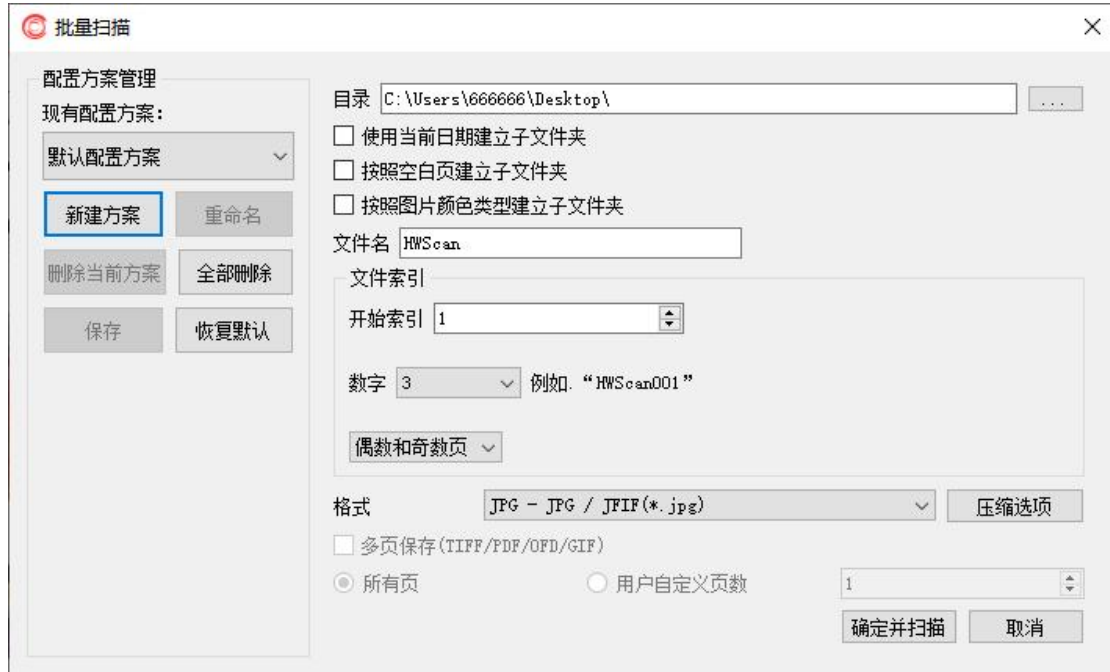 批量扫描
配置方案管理
现有配置方案：
默认配置方案
新建方案 重命名
删除当前方案 全部删除
保存 恢复默认
目录 C:\Users\666666\Desktop\ ...
使用当前日期建立子文件夹
按照空白页建立子文件夹
按照图片颜色类型建立子文件夹
文件名 HWScan
文件索引
开始索引 1
数字 3 例如. “HWScan001”
偶数和奇数页
格式 JPG - JPG / JFIF(*.jpg) 压缩选项
多页保存(TIFF/PDF/OFD/GIF)
所有页 用户自定义页数 1
确定并扫描 取消